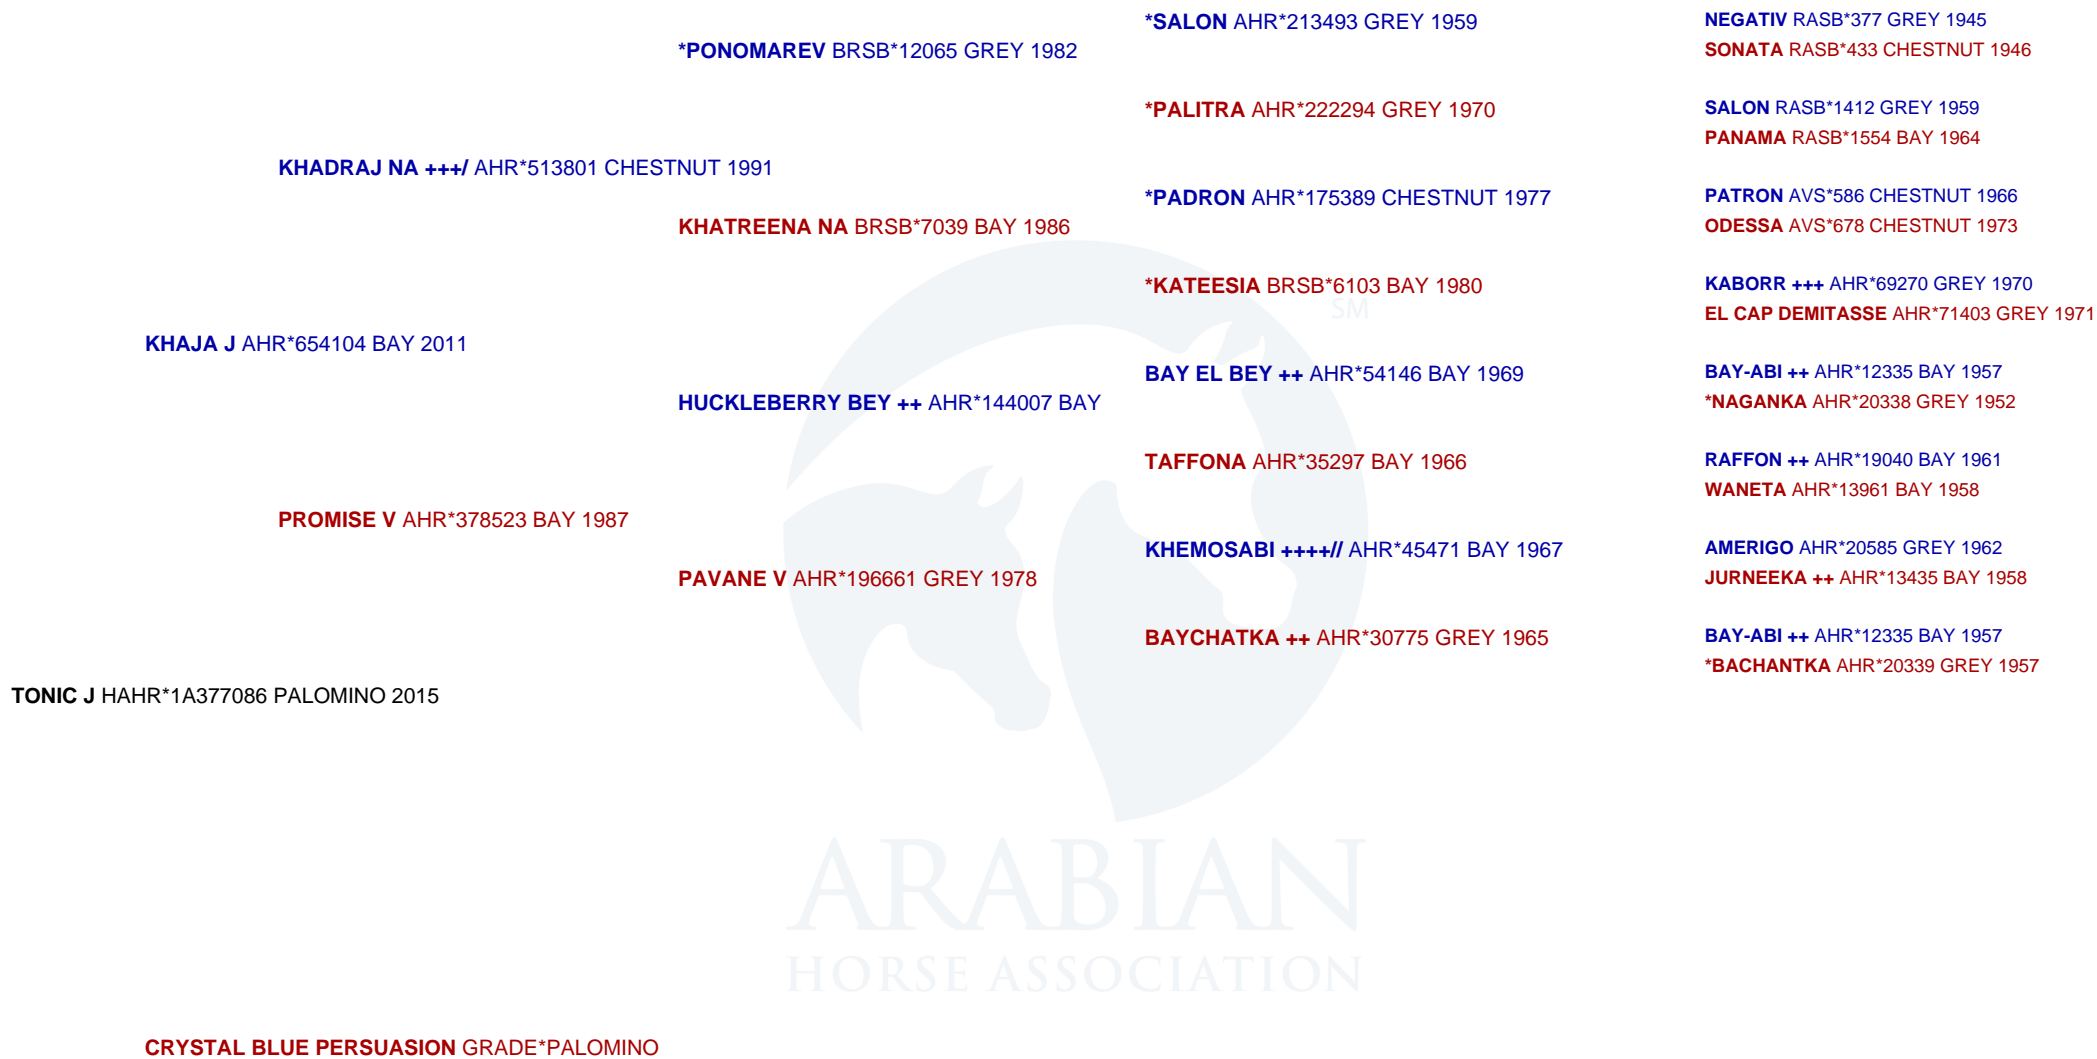 *SALON AHR*213493 GREY 1959
NEGATIV RASB*377 GREY 1945
*PONOMAREV BRSB*12065 GREY 1982
SONATA RASB*433 CHESTNUT 1946
*PALITRA AHR*222294 GREY 1970
SALON RASB*1412 GREY 1959
PANAMA RASB*1554 BAY 1964
KHADRAJ NA +++/ AHR*513801 CHESTNUT 1991
*PADRON AHR*175389 CHESTNUT 1977
PATRON AVS*586 CHESTNUT 1966
KHATREENA NA BRSB*7039 BAY 1986
ODESSA AVS*678 CHESTNUT 1973
*KATEESIA BRSB*6103 BAY 1980
KABORR +++ AHR*69270 GREY 1970
SM
EL CAP DEMITASSE AHR*71403 GREY 1971
KHAJA J AHR*654104 BAY 2011
BAY EL BEY ++ AHR*54146 BAY 1969
BAY-ABI ++ AHR*12335 BAY 1957
HUCKLEBERRY BEY ++ AHR*144007 BAY
*NAGANKA AHR*20338 GREY 1952
TAFFONA AHR*35297 BAY 1966
RAFFON ++ AHR*19040 BAY 1961
WANETA AHR*13961 BAY 1958
PROMISE V AHR*378523 BAY 1987
KHEMOSABI ++++// AHR*45471 BAY 1967
AMERIGO AHR*20585 GREY 1962
PAVANE V AHR*196661 GREY 1978
JURNEEKA ++ AHR*13435 BAY 1958
BAYCHATKA ++ AHR*30775 GREY 1965
BAY-ABI ++ AHR*12335 BAY 1957
*BACHANTKA AHR*20339 GREY 1957
TONIC J HAHR*1A377086 PALOMINO 2015
ARABIAN
HORSE ASSOCIATION
CRYSTAL BLUE PERSUASION GRADE*PALOMINO